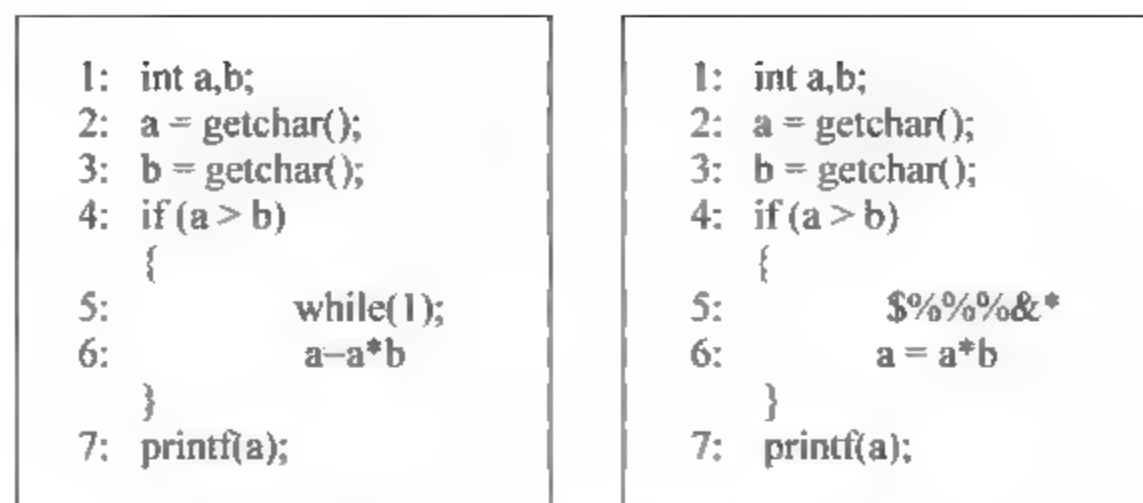 1: int a,b;
2: a = getchar();
3: b = getchar();
4: if (a > b)
{
5: while(1);
6: a–a*b
}
7: printf(a);
1: int a,b;
2: a = getchar();
3: b = getchar();
4: if (a > b)
{
5: $%%%&*
6: a = a*b
}
7: printf(a);